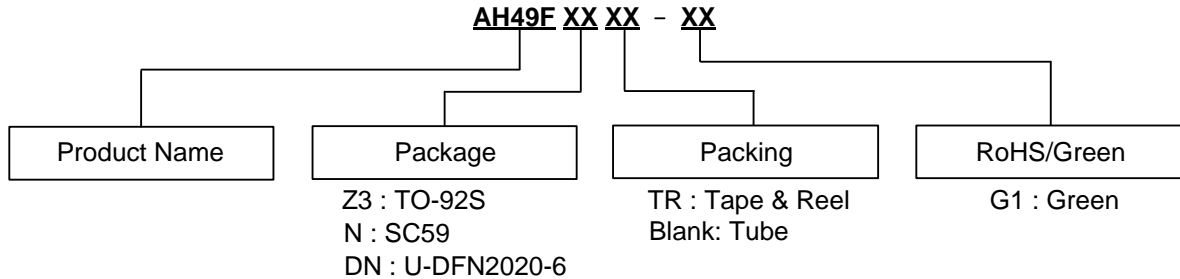 AH49F XX XX - XX
Product Name
Package
Packing
RoHS/Green
Z3 : TO-92S
N : SC59
DN : U-DFN2020-6
TR : Tape & Reel
Blank: Tube
G1 : Green